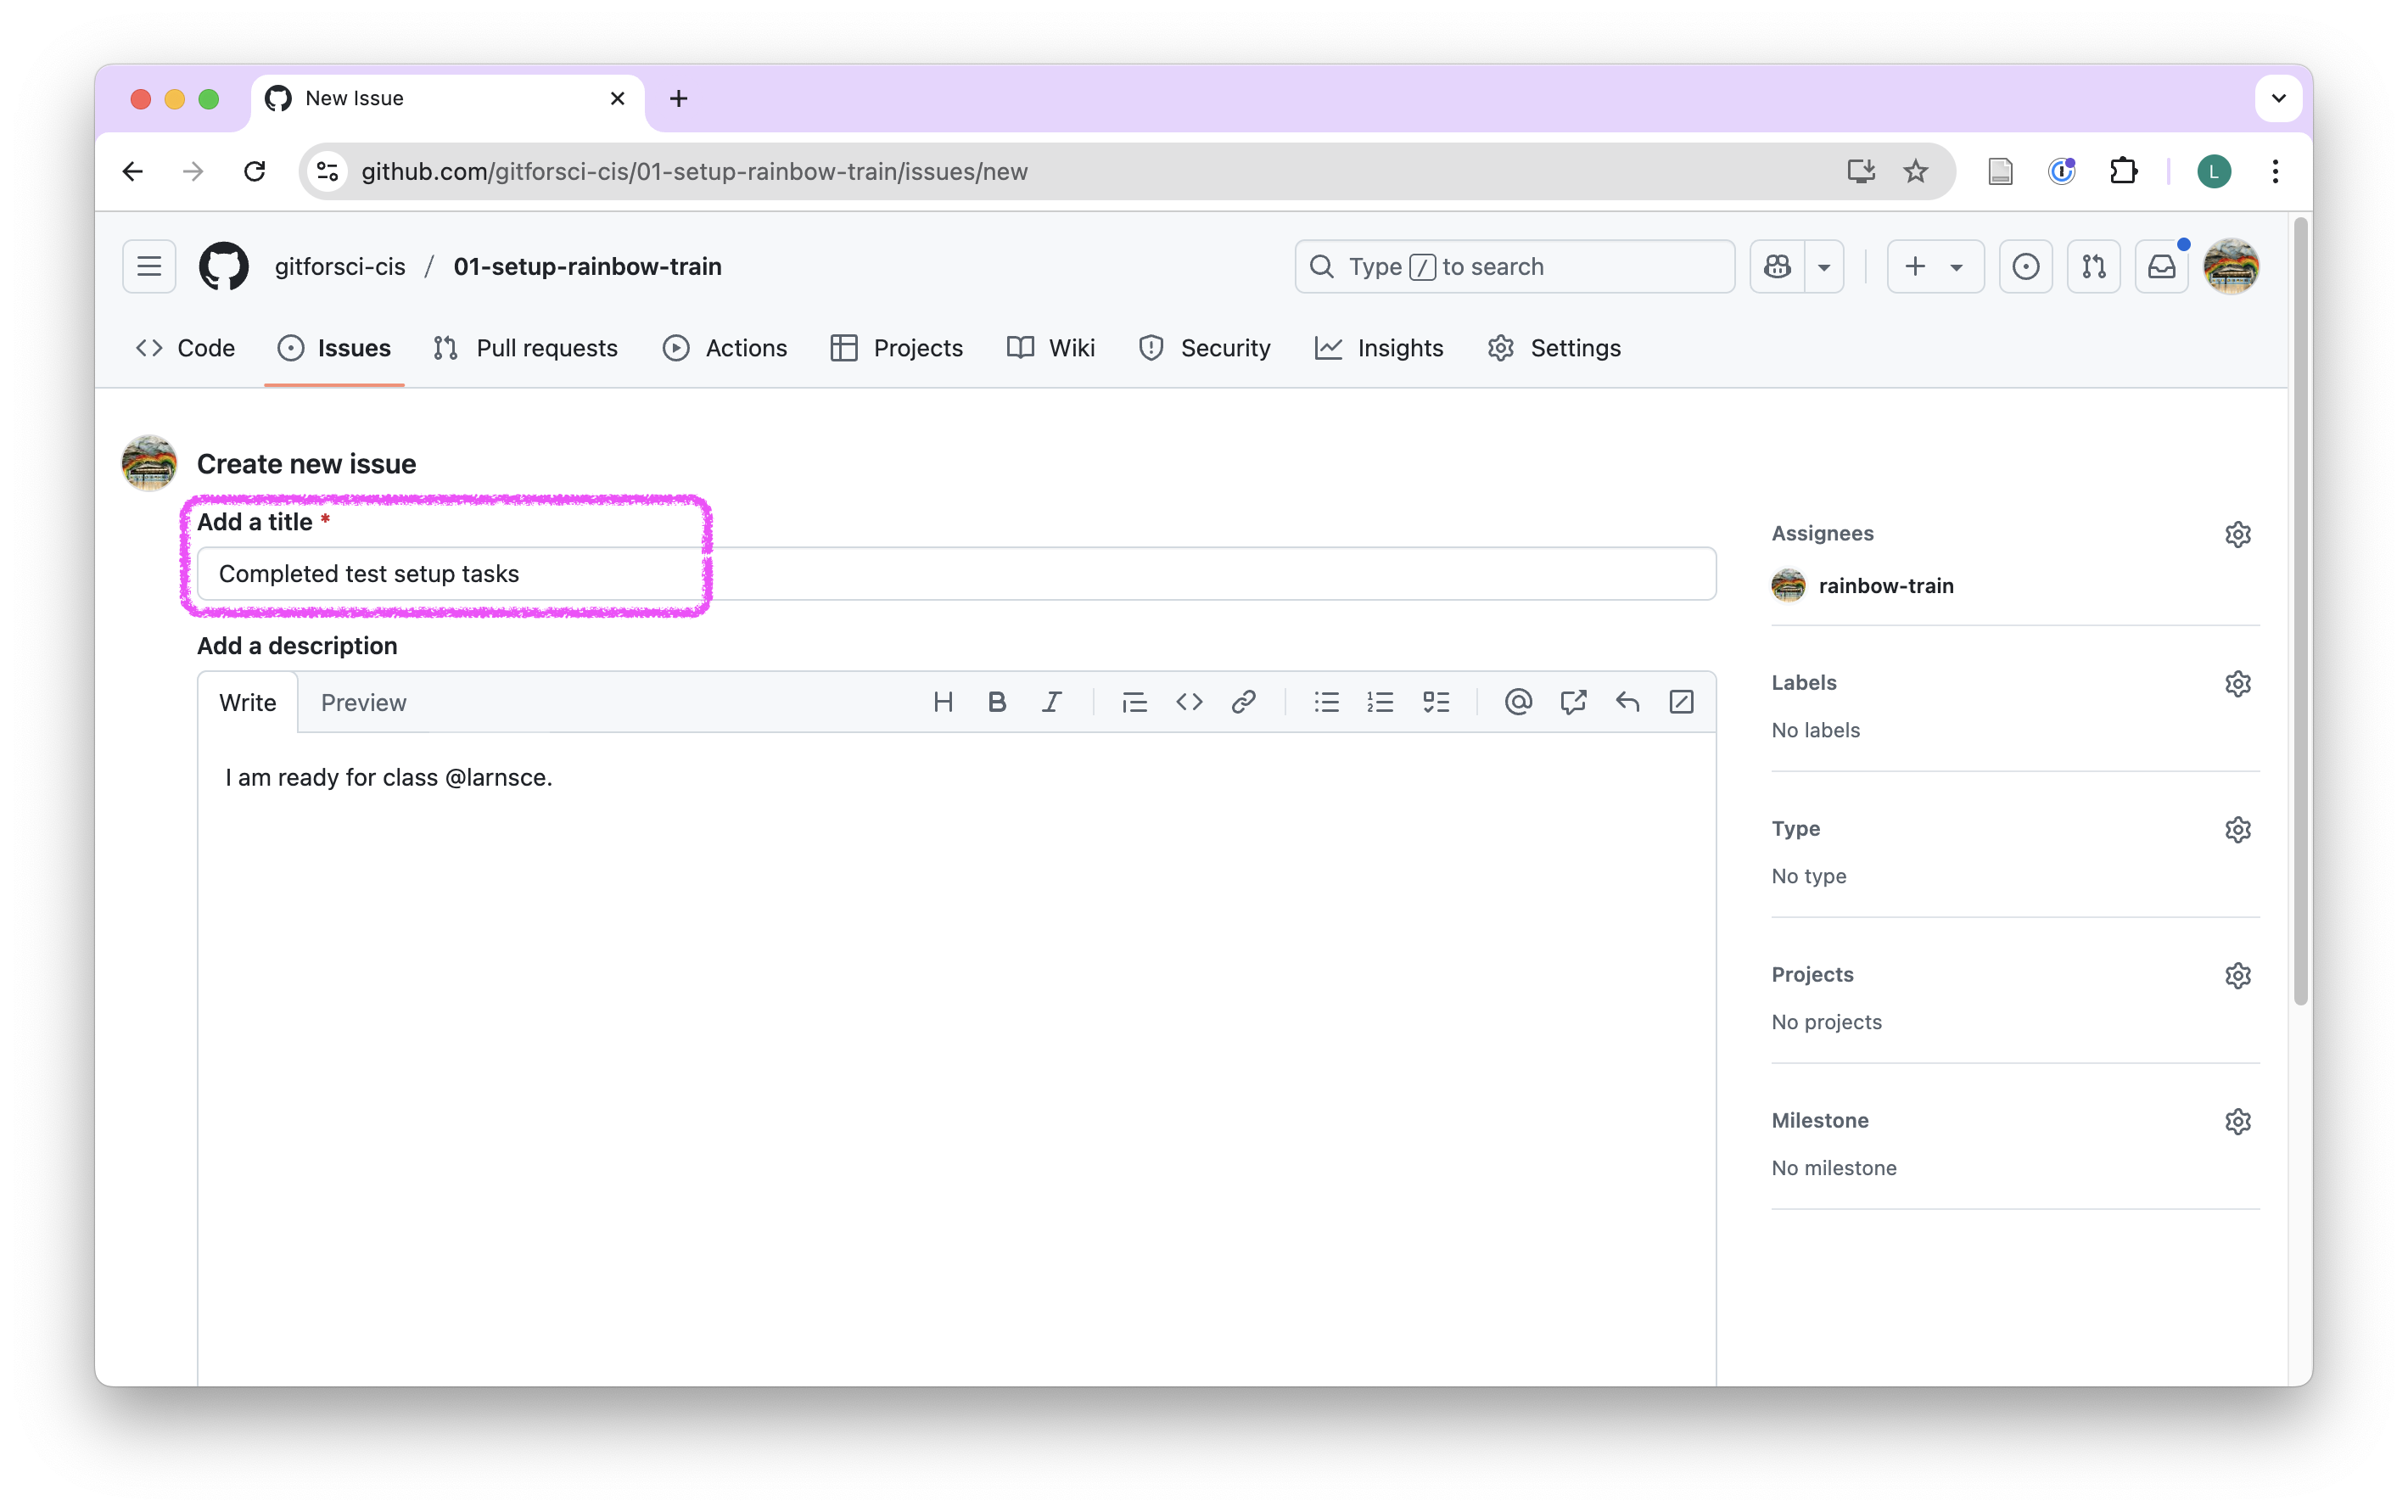 New Issue
github.com/gitforsci-cis/01-setup-rainbow-train/issues/new
L
gitforsci-cis / 01-setup-rainbow-train
Type / to search
Code Issues Pull requests Actions Projects Wiki Security Insights Settings
Create new issue
Add a title *
Completed test setup tasks
Add a description
Write Preview
I am ready for class @larnsce.
Assignees
rainbow-train
Labels
No labels
Type
No type
Projects
No projects
Milestone
No milestone